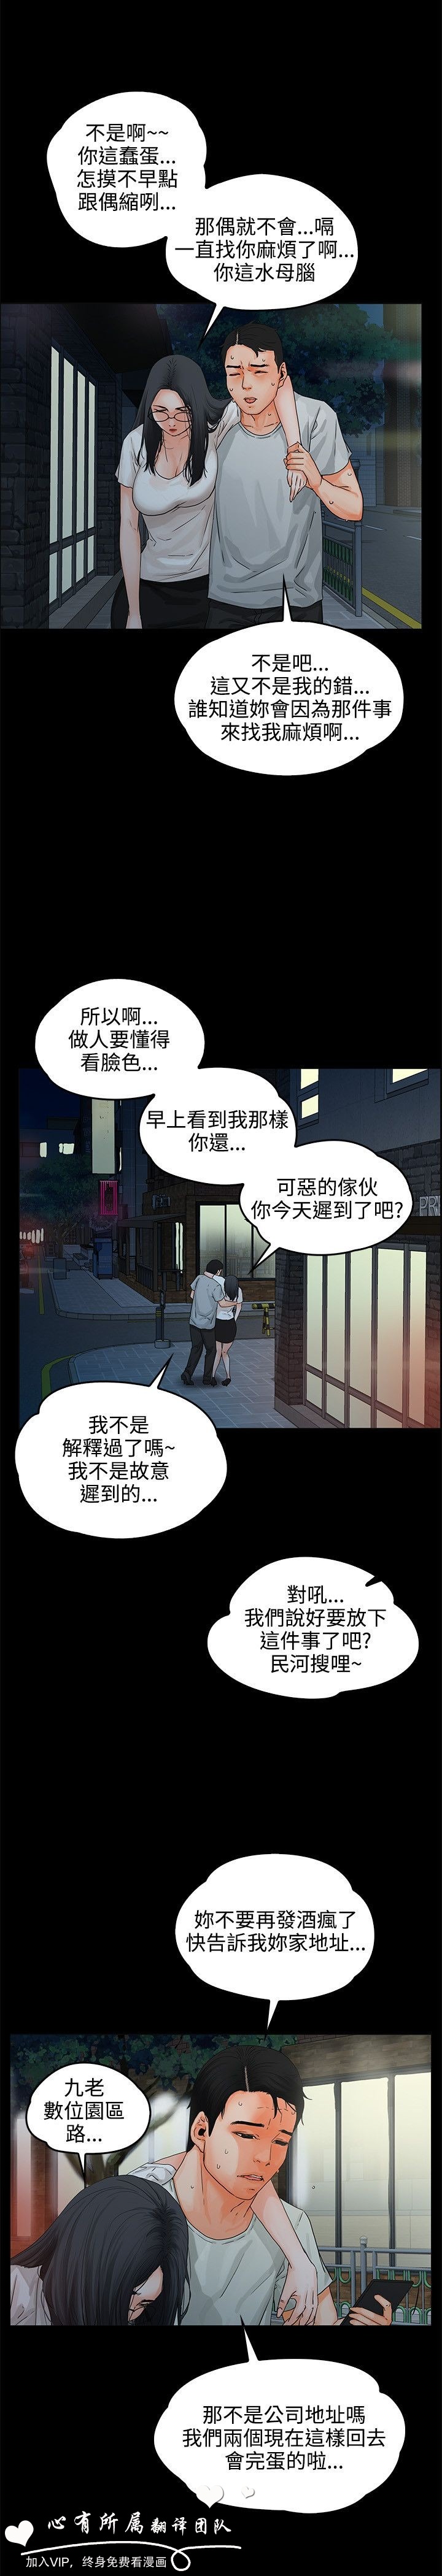 不是啊~~
你這蠢蛋...
怎摸不早點
跟偶縮咧...
那偶就不會...嗝
一直找你麻煩了啊...
你這水母腦
不是吧...
這又不是我的錯...
誰知道妳會因為那件事
來找我麻煩啊...
所以啊...
做人要懂得
看臉色...
早上看到我那樣
你還...
可惡的傢伙
你今天遲到了吧?
PR
我不是
解釋過了嗎~
我不是故意
遲到的...
對吼...
我們說好要放下
這件事了吧?
民河搜哩~
妳不要再發酒瘋了
快告訴我妳家地址...
九老
數位園區
路...
那不是公司地址嗎
我們兩個現在這樣回去
會完蛋的啦...
心有所属翻译团队
加入VIP，终身免费看漫画